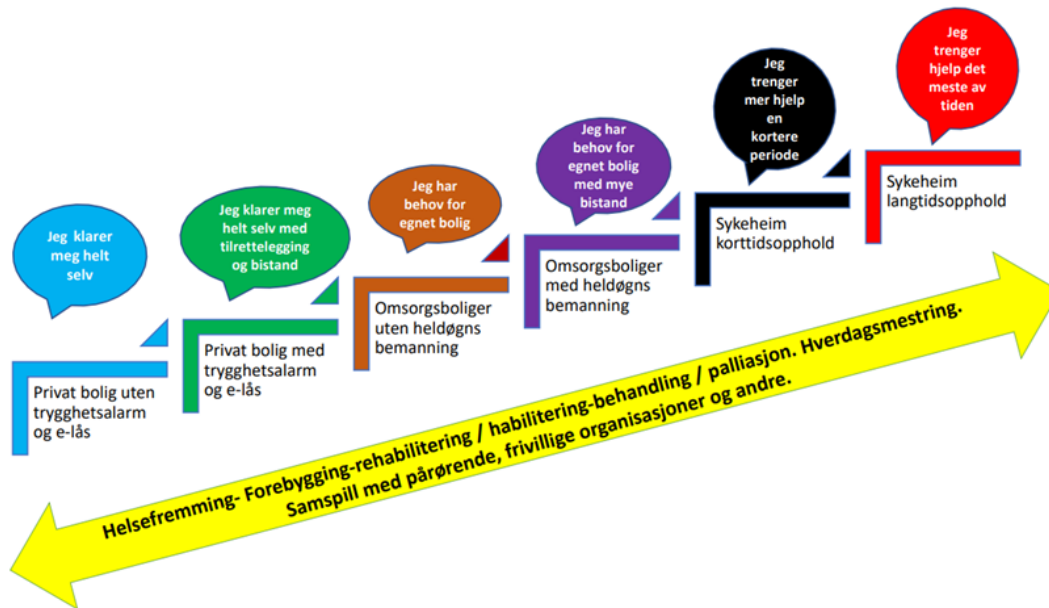 Jeg klarer
meg helt
selv
Privat bolig uten
trygghetsalarm
og e-lås
Jeg klarer meg
helt selv med
tilrettelegging
og bistand
Privat bolig med
trygghetsalarm
og e-lås
Jeg har
behov for
egnet bolig
Omsorgsboliger
uten heldøgns
bemanning
Jeg har
behov for
egnet bolig
med mye
bistand
Omsorgsboliger
med heldøgns
bemanning
Jeg
trenger
mer hjelp
en
kortere
periode
Sykeheim
korttidsopphold
Jeg
trenger
hjelp det
meste av
tiden
Sykeheim
langtidsopphold
Helsefremming- Forebygging-rehabilitering / habilitering-behandling / palliasjon. Hverdagsmestring.
Samspill med pårørende, frivillige organisasjoner og andre.